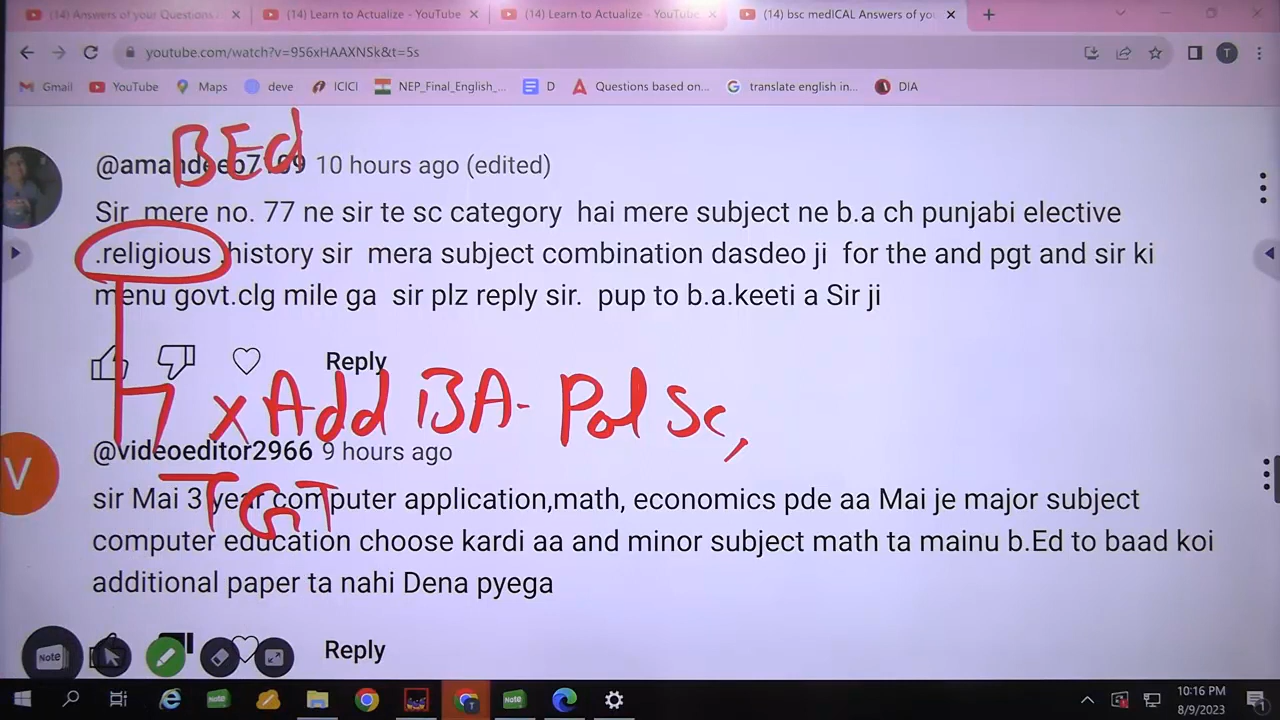 (14) Answers of your Questions
(14) Learn to Actualize - YouTube
(14) Learn to Actualize - YouTube
(14) bsc medICAL Answers of you
youtube.com/watch?v=956xHAAXNSk&t=5s
T
Gmail YouTube Maps deve ICICI NEP_Final_English_... D Questions based on... translate english in... DIA
BEd
@amandeep7109 10 hours ago (edited)
Sir mere no. 77 ne sir te sc category hai mere subject ne b.a ch punjabi elective
.religious .history sir mera subject combination dasdeo ji for the and pgt and sir ki
menu govt.clg mile ga sir plz reply sir. pup to b.a.keeti a Sir ji
Reply
x Add BA- Pol Sc,
V
@videoeditor2966 9 hours ago
TGT
sir Mai 3 year computer application,math, economics pde aa Mai je major subject
computer education choose kardi aa and minor subject math ta mainu b.Ed to baad koi
additional paper ta nahi Dena pyega
Note
Reply
Note
Note
10:16 PM
8/9/2023
1